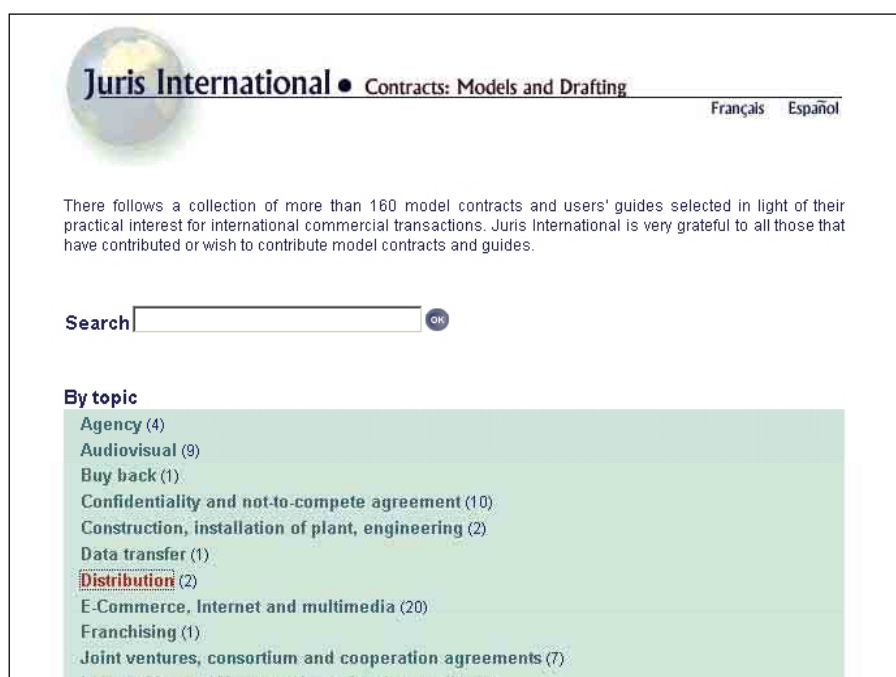 Juris International • Contracts: Models and Drafting
Français Español
There follows a collection of more than 160 model contracts and users' guides selected in light of their
practical interest for international commercial transactions. Juris International is very grateful to all those that
have contributed or wish to contribute model contracts and guides.
Search OK
By topic
Agency (4)
Audiovisual (9)
Buy back (1)
Confidentiality and not-to-compete agreement (10)
Construction, installation of plant, engineering (2)
Data transfer (1)
Distribution (2)
E-Commerce, Internet and multimedia (20)
Franchising (1)
Joint ventures, consortium and cooperation agreements (7)